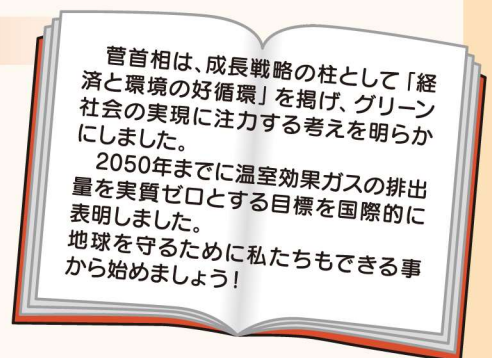 菅首相は、成長戦略の柱として「経
済と環境の好循環」を掲げ、グリーン
社会の実現に注力する考えを明らか
にしました。
2050年までに温室効果ガスの排出
量を実質ゼロとする目標を国際的に
表明しました。
地球を守るために私たちもできる事
から始めましょう！